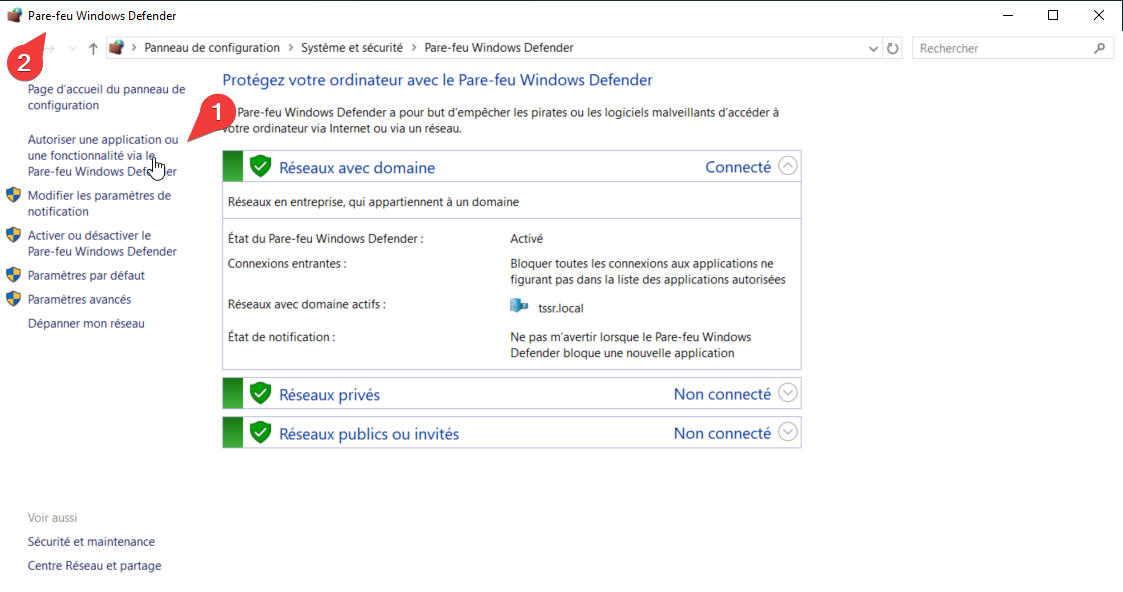 Pare-feu Windows Defender
2
Panneau de configuration > Système et sécurité > Pare-feu Windows Defender
Rechercher
Page d'accueil du panneau de
configuration
1
Autoriser une application ou
une fonctionnalité via le
Pare-feu Windows Defender
Modifier les paramètres de
notification
Activer ou désactiver le
Pare-feu Windows Defender
Paramètres par défaut
Paramètres avancés
Dépanner mon réseau
Protégez votre ordinateur avec le Pare-feu Windows Defender
Pare-feu Windows Defender a pour but d'empêcher les pirates ou les logiciels malveillants d'accéder à
votre ordinateur via Internet ou via un réseau.
Réseaux avec domaine Connecté
Réseaux en entreprise, qui appartiennent à un domaine
État du Pare-feu Windows Defender : Activé
Connexions entrantes : Bloquer toutes les connexions aux applications ne
figurant pas dans la liste des applications autorisées
Réseaux avec domaine actifs : tssr.local
État de notification : Ne pas m'avertir lorsque le Pare-feu Windows
Defender bloque une nouvelle application
Réseaux privés Non connecté
Réseaux publics ou invités Non connecté
Voir aussi
Sécurité et maintenance
Centre Réseau et partage